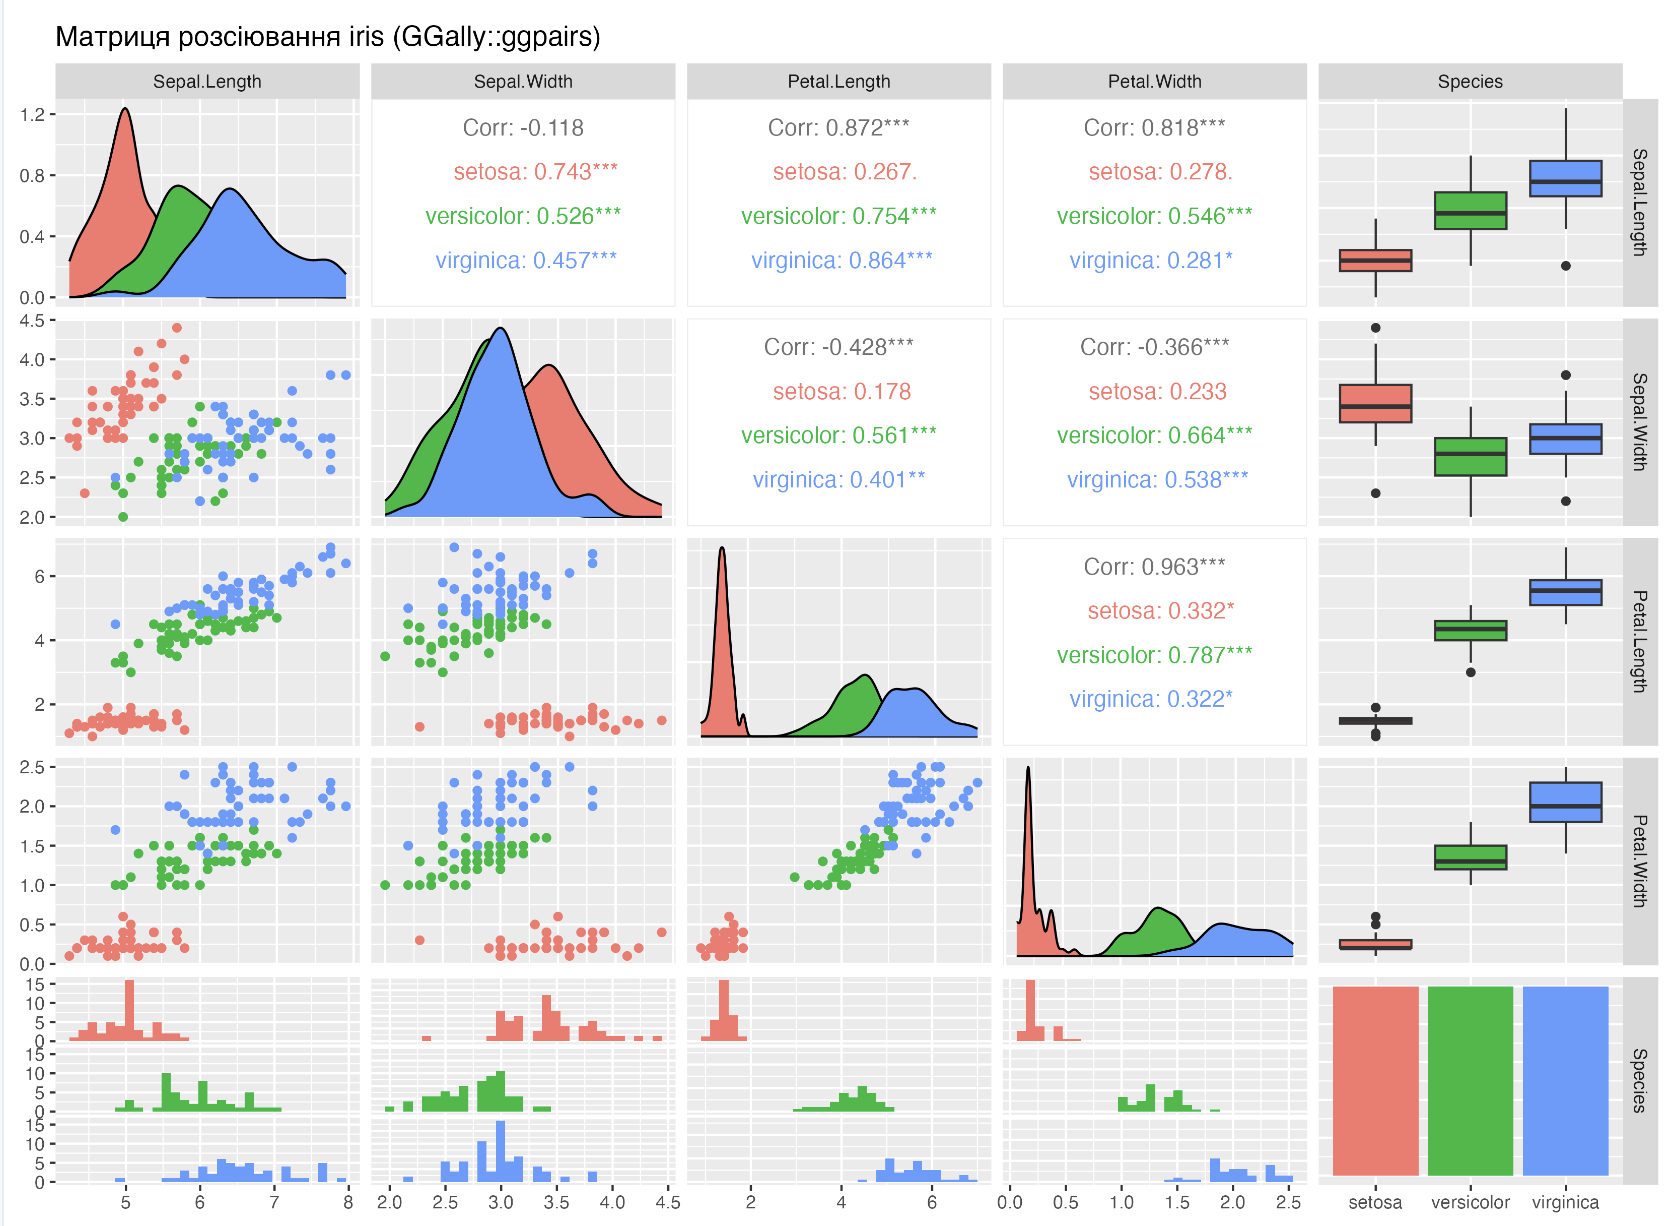 Матриця розсіювання iris (GGally::ggpairs)
Sepal.Length Sepal.Width Petal.Length Petal.Width Species
1.2
0.8
0.4
0.0
Corr: -0.118
setosa: 0.743***
versicolor: 0.526***
virginica: 0.457***
Corr: 0.872***
setosa: 0.267.
versicolor: 0.754***
virginica: 0.864***
Corr: 0.818***
setosa: 0.278.
versicolor: 0.546***
virginica: 0.281*
Sepal.Length
4.5
4.0
3.5
3.0
2.5
2.0
Corr: -0.428***
setosa: 0.178
versicolor: 0.561***
virginica: 0.401**
Corr: -0.366***
setosa: 0.233
versicolor: 0.664***
virginica: 0.538***
Sepal.Width
6
4
2
Corr: 0.963***
setosa: 0.332*
versicolor: 0.787***
virginica: 0.322*
Petal.Length
2.5
2.0
1.5
1.0
0.5
0.0
Petal.Width
15
10
5
0
15
10
5
0
15
10
5
0
Species
5 6 7 8 2.0 2.5 3.0 3.5 4.0 4.5 2 4 6 0.0 0.5 1.0 1.5 2.0 2.5 setosa versicolor virginica